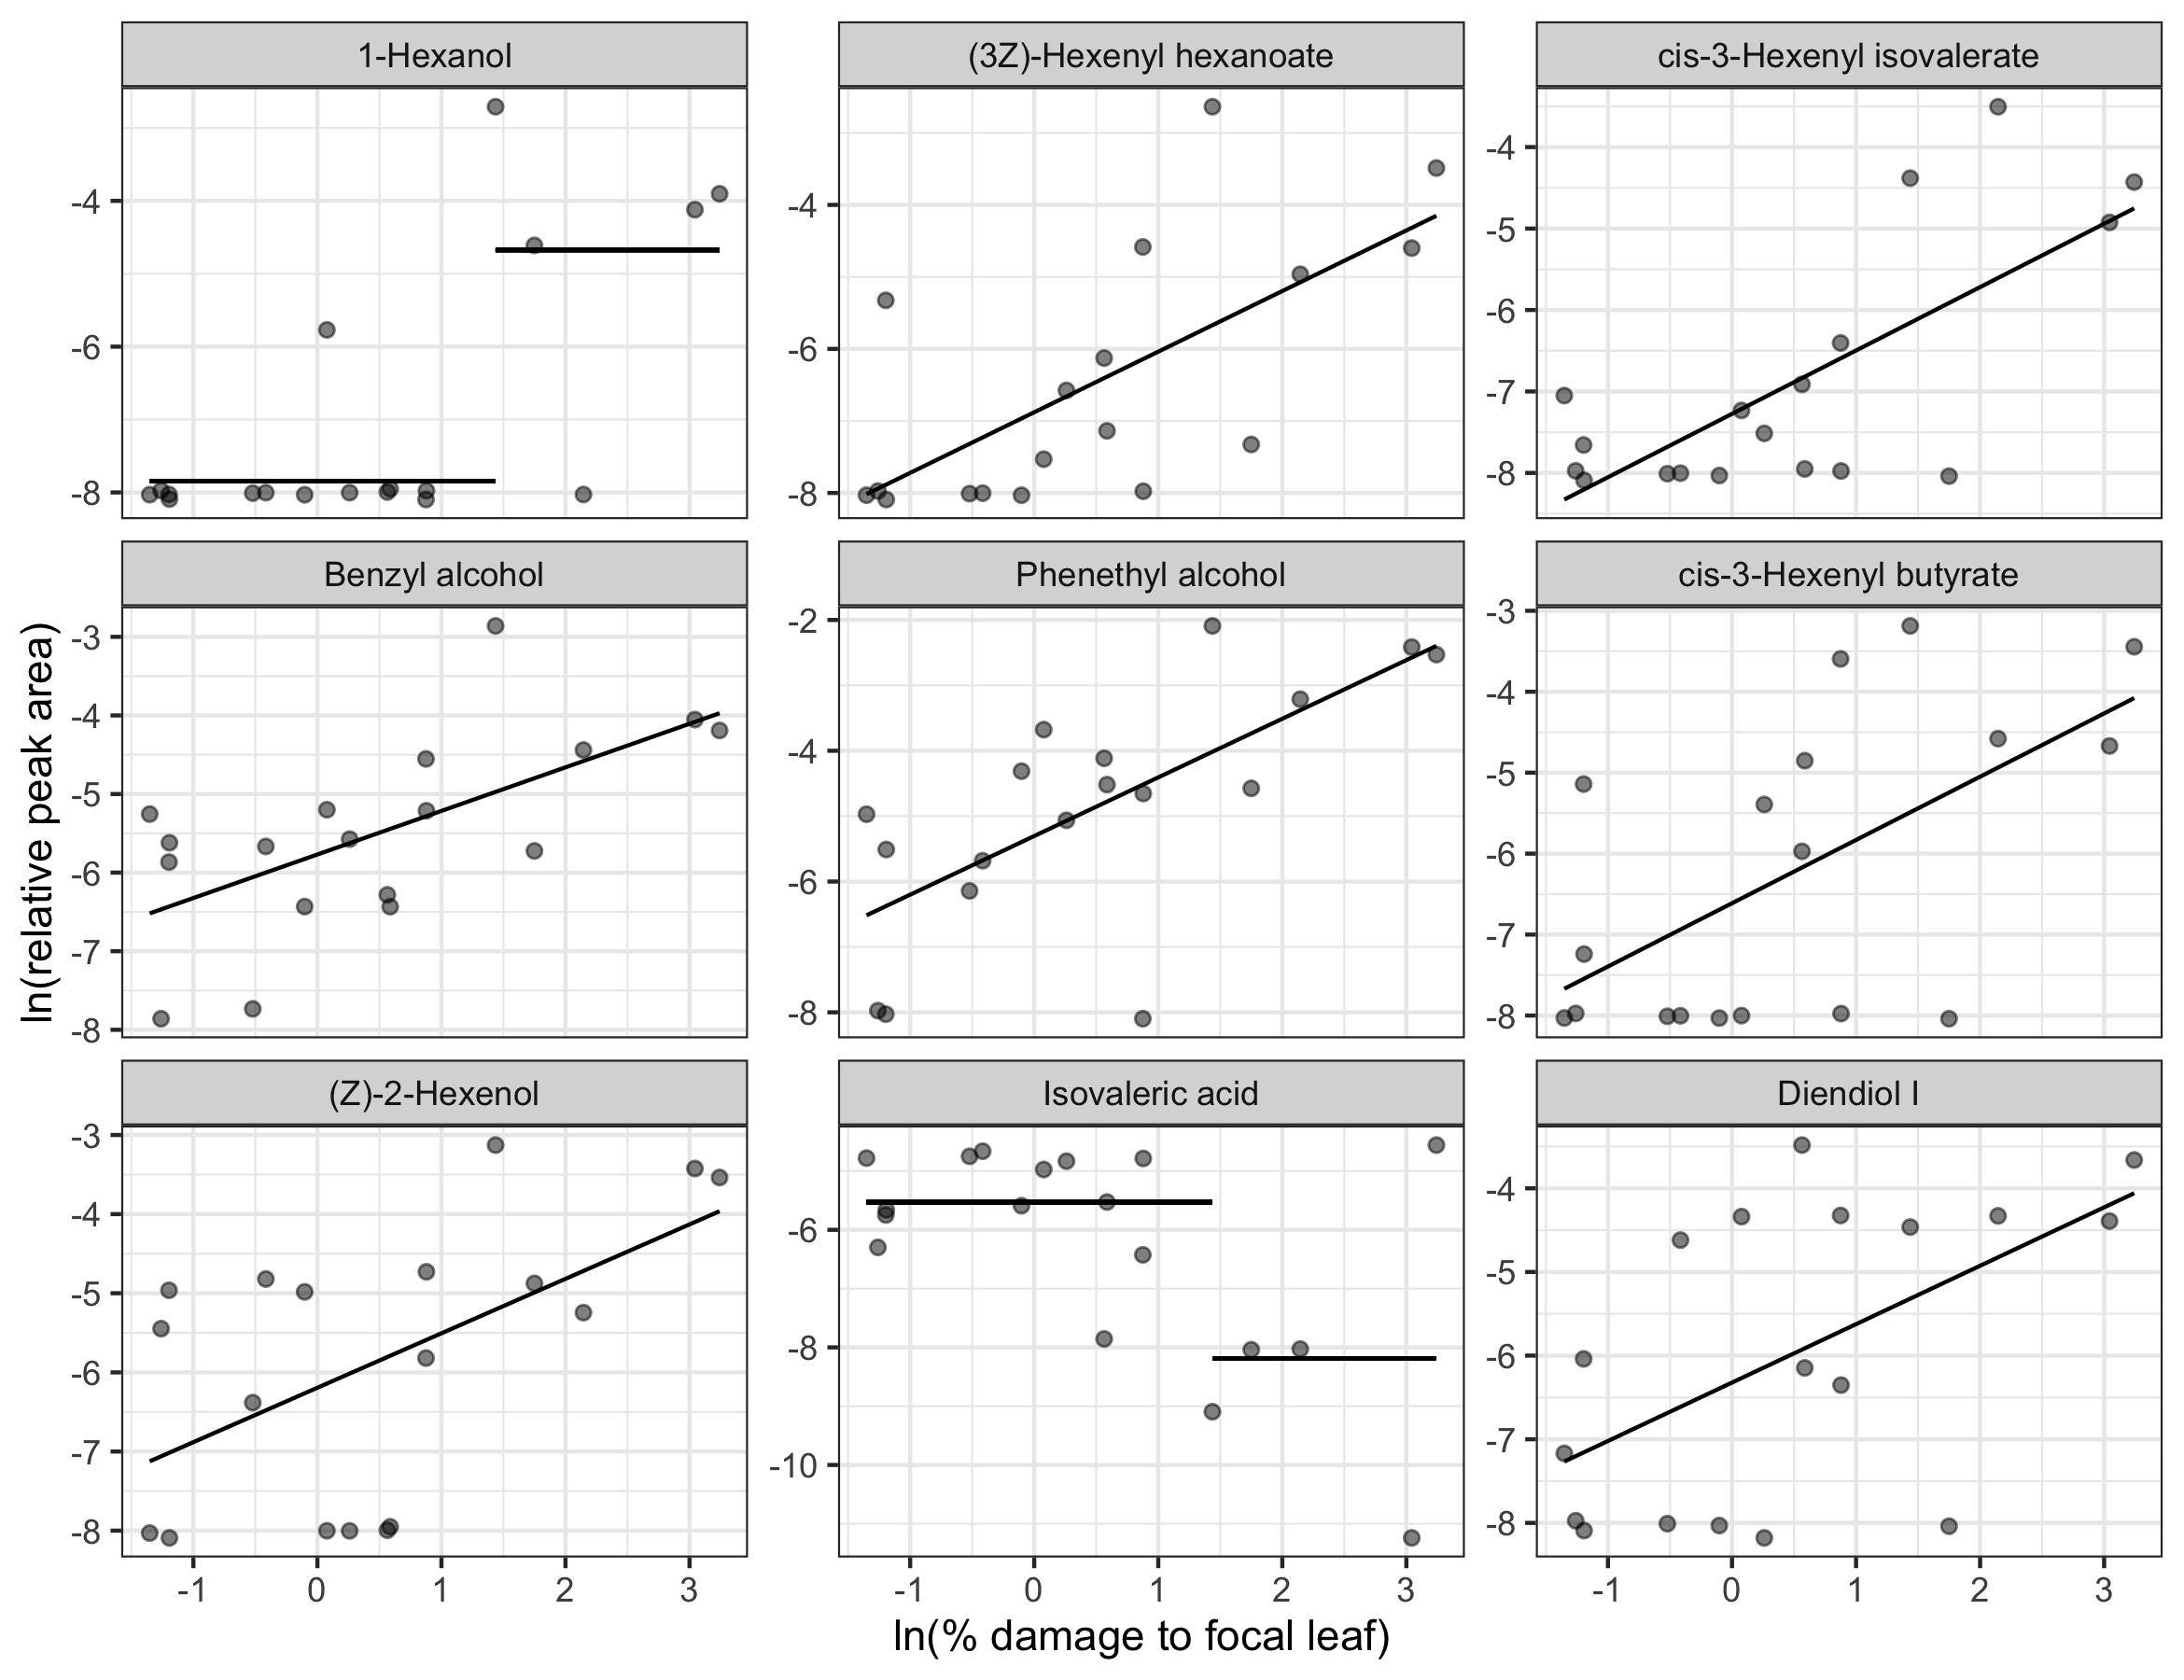 1-Hexanol
(3Z)-Hexenyl hexanoate
cis-3-Hexenyl isovalerate
-4
-6
-8
-4
-6
-8
-4
-5
-6
-7
-8
Benzyl alcohol
Phenethyl alcohol
cis-3-Hexenyl butyrate
ln(relative peak area)
-3
-4
-5
-6
-7
-8
-2
-4
-6
-8
-3
-4
-5
-6
-7
-8
(Z)-2-Hexenol
Isovaleric acid
Diendiol I
-3
-4
-5
-6
-7
-8
-6
-8
-10
-4
-5
-6
-7
-8
-1 0 1 2 3
-1 0 1 2 3
-1 0 1 2 3
ln(% damage to focal leaf)